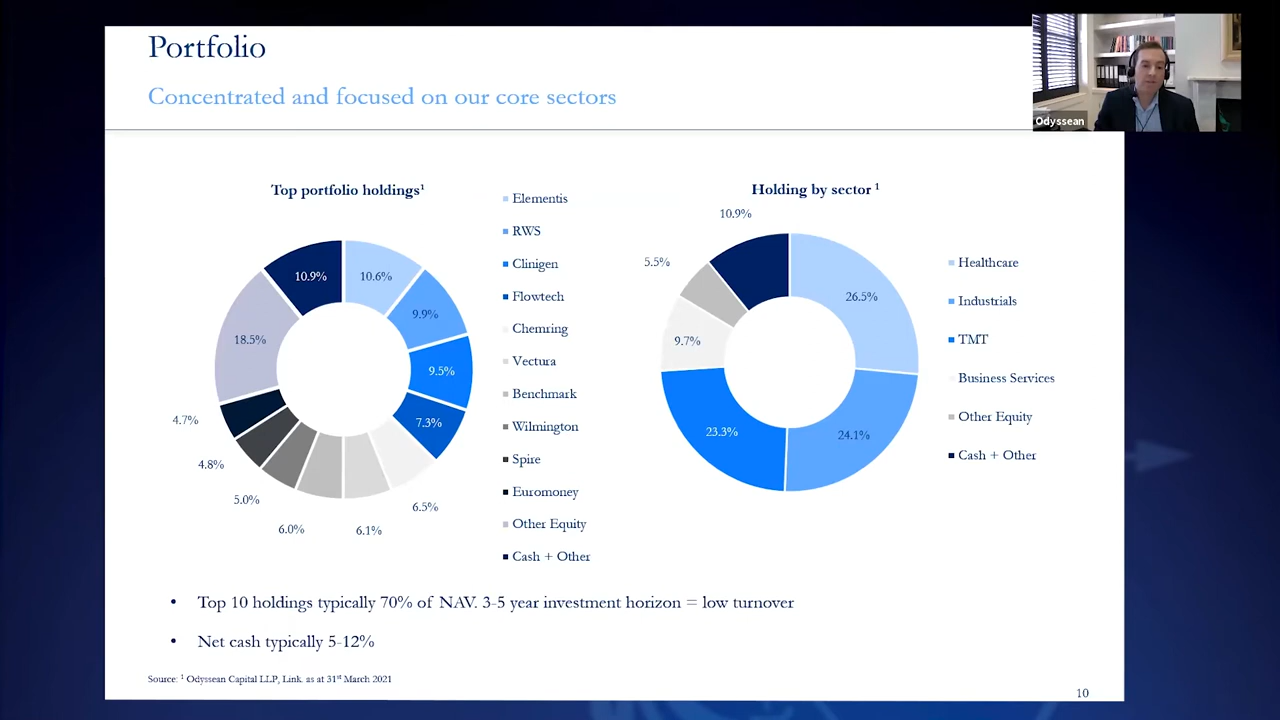 Portfolio
Concentrated and focused on our core sectors
Odyssean
Top portfolio holdings¹
10.9%
10.6%
9.9%
9.5%
7.3%
6.5%
6.1%
6.0%
5.0%
4.8%
4.7%
18.5%
Elementis
RWS
Clinigen
Flowtech
Chemring
Vectura
Benchmark
Wilmington
Spire
Euromoney
Other Equity
Cash + Other
Holding by sector ¹
10.9%
5.5%
9.7%
26.5%
23.3%
24.1%
Healthcare
Industrials
TMT
Business Services
Other Equity
Cash + Other
• Top 10 holdings typically 70% of NAV. 3-5 year investment horizon = low turnover
• Net cash typically 5-12%
Source: ¹ Odyssean Capital LLP, Link. as at 31st March 2021
10